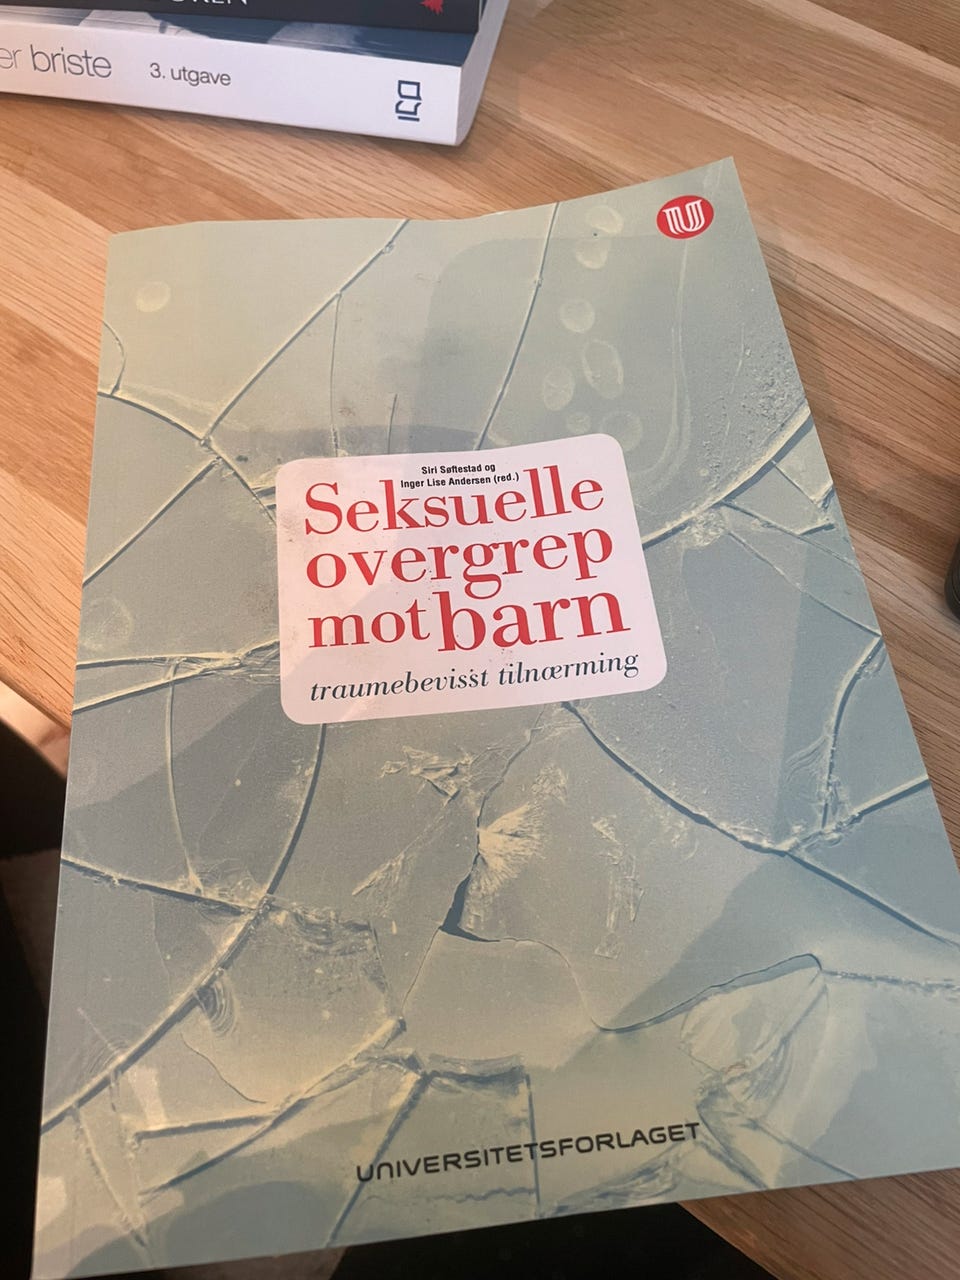 er briste 3. utgave
Siri Søftestad og
Inger Lise Andersen (red.)
Seksuelle
overgrep
mot barn
traumebevisst tilnærming
UNIVERSITETSFORLAGET